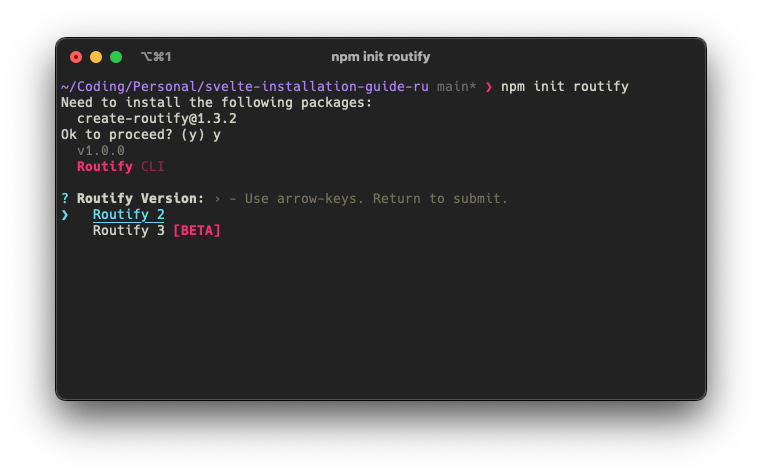 ⌥⌘1 npm init routify
~/Coding/Personal/svelte-installation-guide-ru main* ❯ npm init routify
Need to install the following packages:
create-routify@1.3.2
Ok to proceed? (y) y
v1.0.0
Routify CLI
? Routify Version: › - Use arrow-keys. Return to submit.
❯ Routify 2
Routify 3 [BETA]